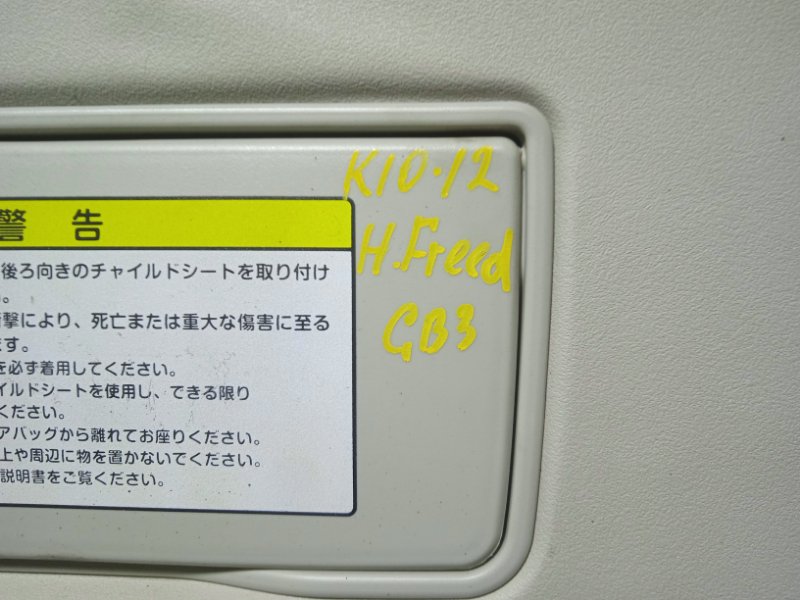 K10.12
H.Freed
GB3
警告
後ろ向きのチャイルドシートを取り付け
。
撃により、死亡または重大な傷害に至る
ます。
を必ず着用してください。
イルドシートを使用し、できる限り
ください。
アバッグから離れてお座りください。
上や周辺に物を置かないでください。
説明書をご覧ください。